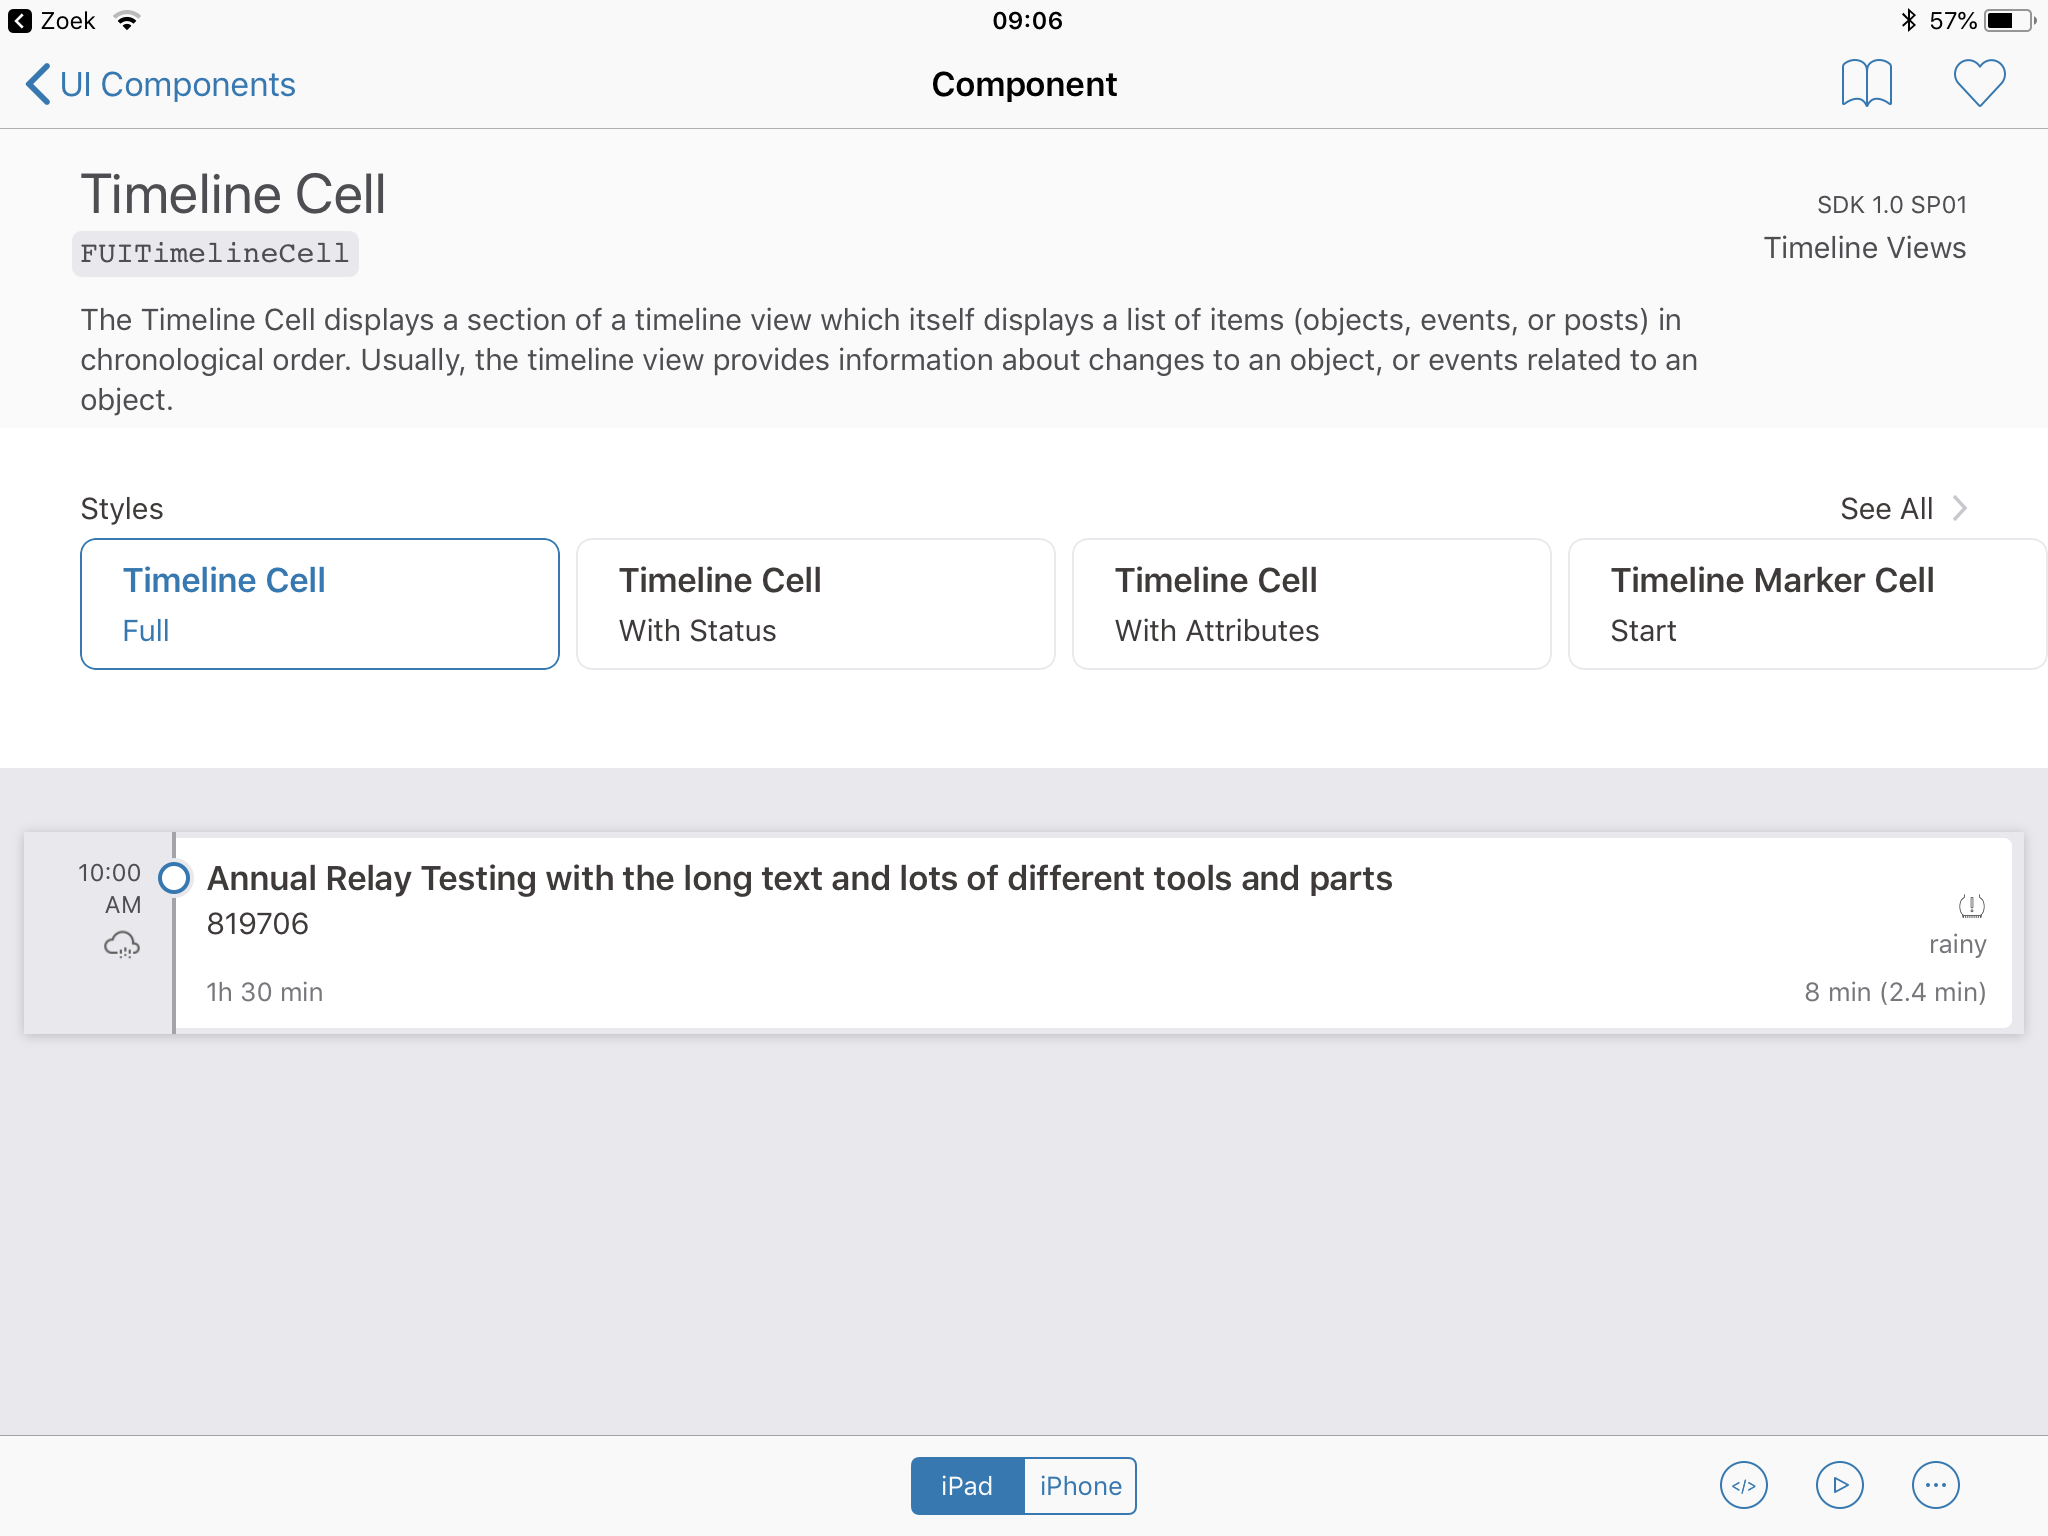 Zoek
09:06
57%
UI Components
Component
Timeline Cell
SDK 1.0 SP01
FUITimelineCell
Timeline Views
The Timeline Cell displays a section of a timeline view which itself displays a list of items (objects, events, or posts) in
chronological order. Usually, the timeline view provides information about changes to an object, or events related to an
object.
Styles
See All
Timeline Cell
Full
Timeline Cell
With Status
Timeline Cell
With Attributes
Timeline Marker Cell
Start
10:00
AM
Annual Relay Testing with the long text and lots of different tools and parts
819706
rainy
1h 30 min
8 min (2.4 min)
iPad
iPhone